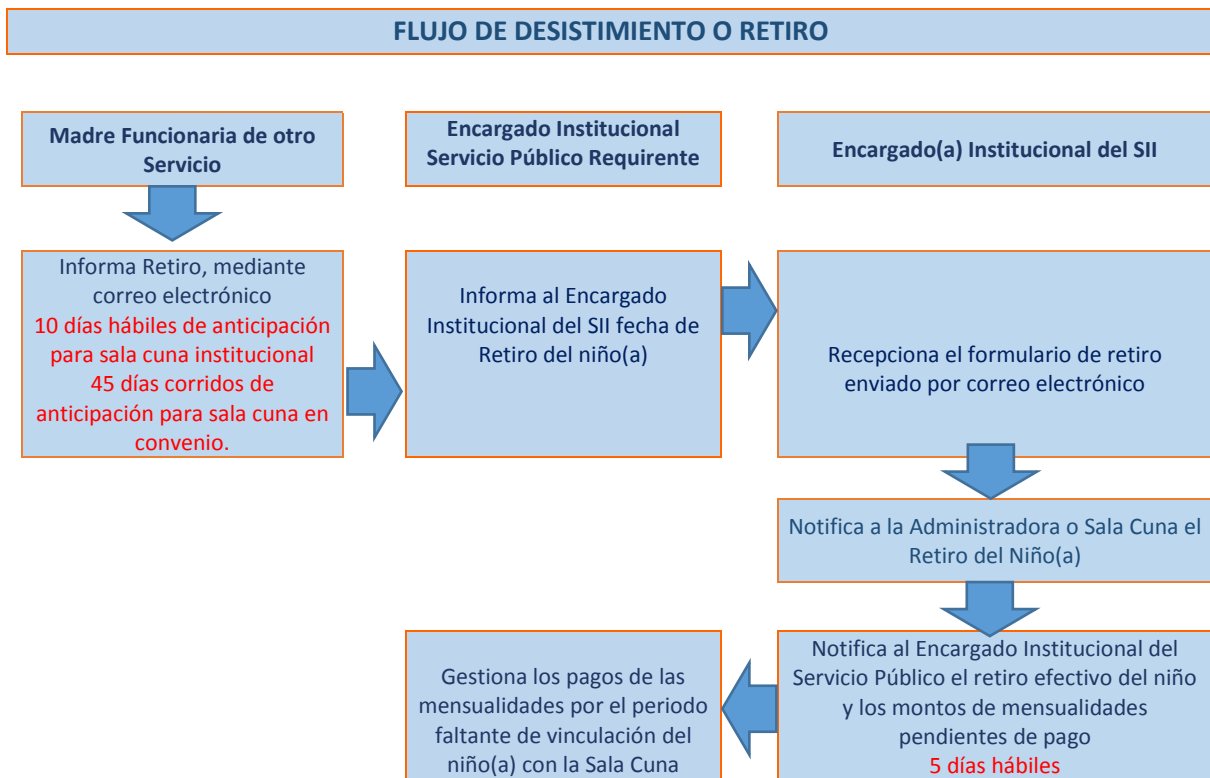 FLUJO DE DESISTIMIENTO O RETIRO
Madre Funcionaria de otro
Servicio
Encargado Institucional
Servicio Público Requirente
Encargado(a) Institucional del SII
Informa Retiro, mediante
correo electrónico
10 días hábiles de anticipación
para sala cuna institucional
45 días corridos de
anticipación para sala cuna en
convenio.
Informa al Encargado
Institucional del SII fecha de
Retiro del niño(a)
Recepciona el formulario de retiro
enviado por correo electrónico
Notifica a la Administradora o Sala Cuna el
Retiro del Niño(a)
Notifica al Encargado Institucional del
Servicio Público el retiro efectivo del niño
y los montos de mensualidades
pendientes de pago
5 días hábiles
Gestiona los pagos de las
mensualidades por el periodo
faltante de vinculación del
niño(a) con la Sala Cuna